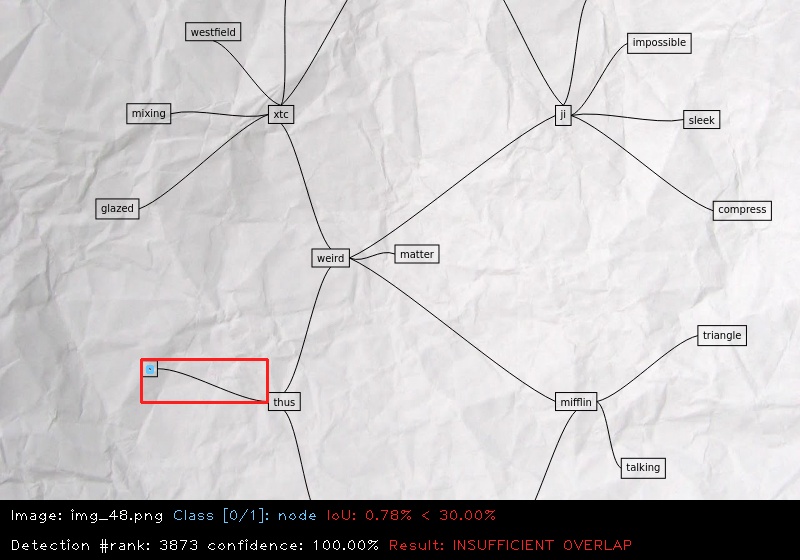 westfield
impossible
mixing
xtc
ji
sleek
glazed
compress
weird
matter
triangle
thus
mifflin
talking
Image: img_48.png Class [0/1]: node IoU: 0.78% < 30.00%
Detection #rank: 3873 confidence: 100.00% Result: INSUFFICIENT OVERLAP